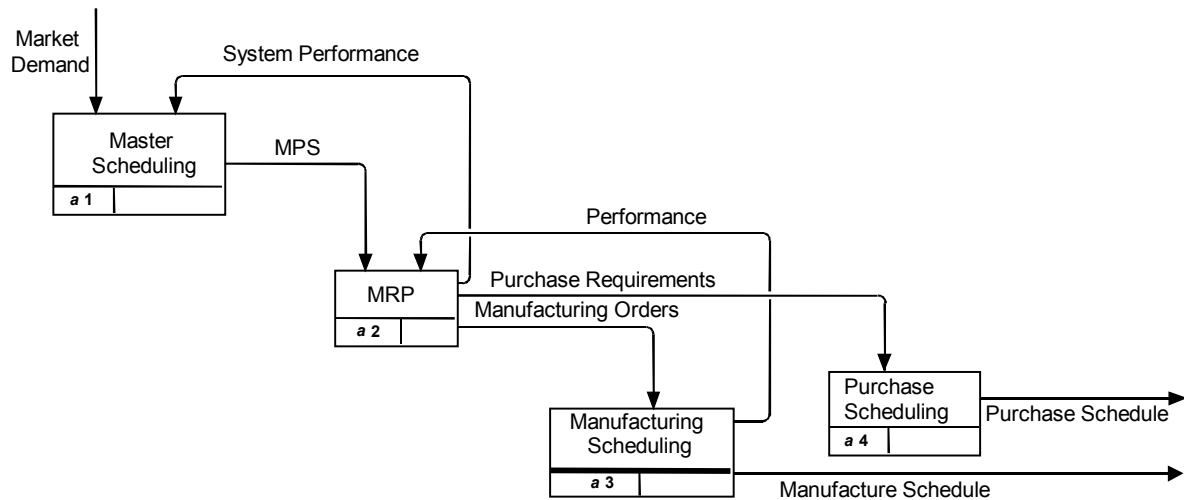 Market
Demand
System Performance
Master
Scheduling
a 1
MPS
Performance
MRP
a 2
Purchase Requirements
Manufacturing Orders
Manufacturing
Scheduling
a 3
Purchase
Scheduling
a 4
Purchase Schedule
Manufacture Schedule